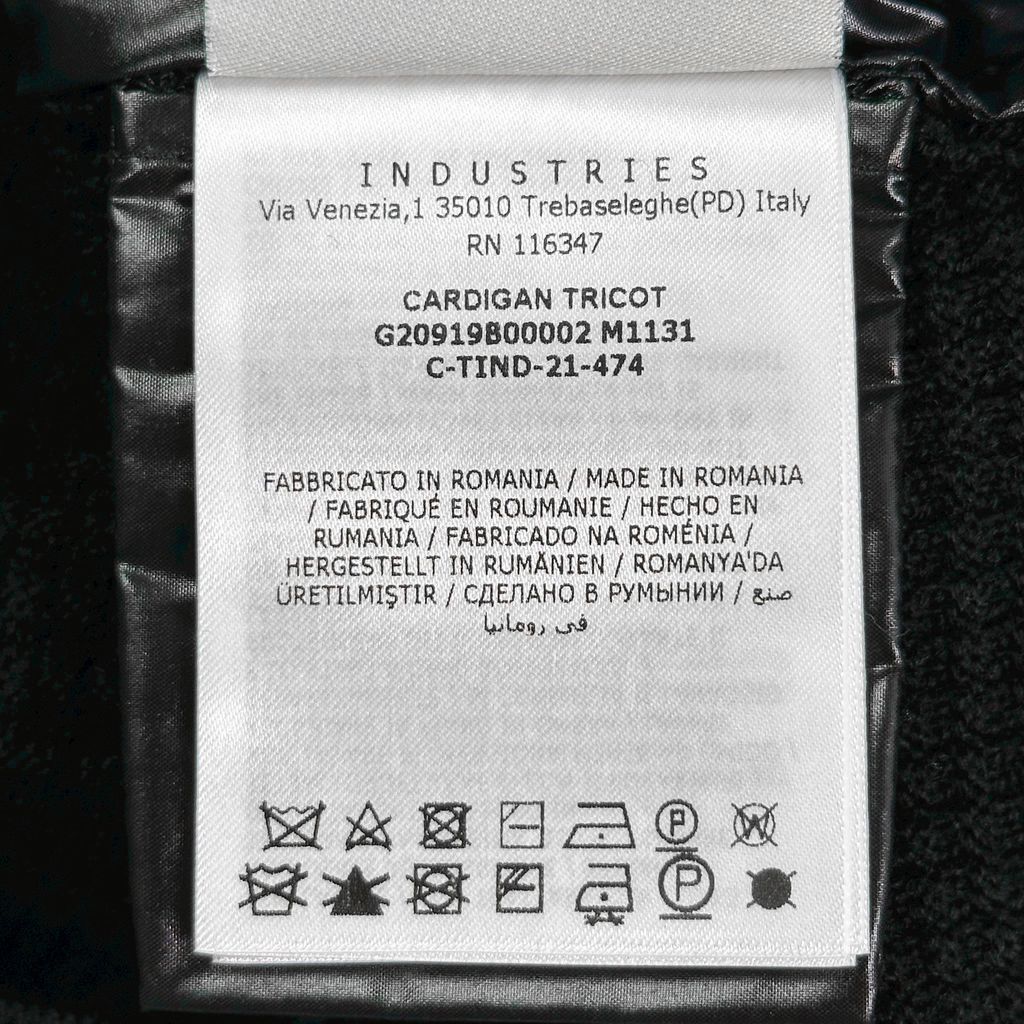 INDUSTRIES
Via Venezia,1 35010 Trebaseleghe(PD) Italy
RN 116347
CARDIGAN TRICOT
G20919B00002 M1131
C-TIND-21-474
FABBRICATO IN ROMANIA / MADE IN ROMANIA
/ FABRIQUÉ EN ROUMANIE / HECHO EN
RUMANIA / FABRICADO NA ROMÉNIA /
HERGESTELLT IN RUMÄNIEN / ROMANYA'DA
ÜRETILMIŞTIR / СДЕЛАНО В РУМЫНИИ / صنع
في رومانيا
P W
P